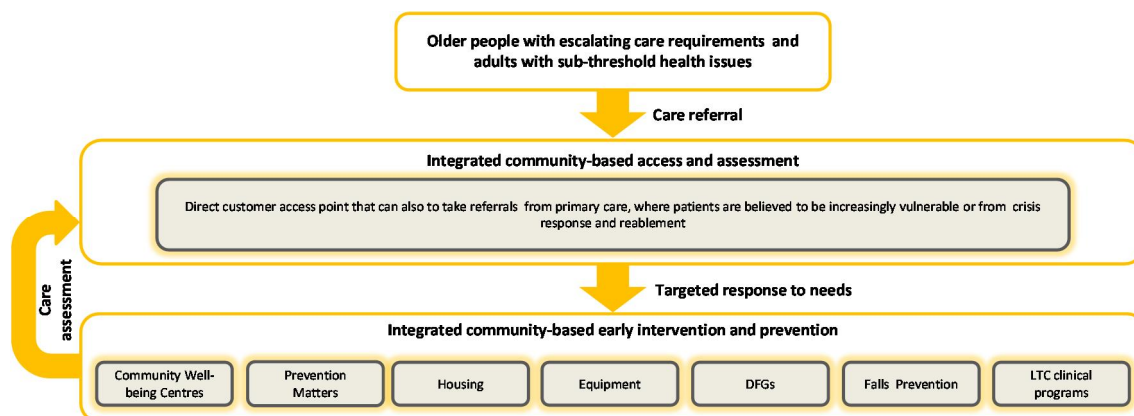 Older people with escalating care requirements and
adults with sub-threshold health issues
Care referral
Integrated community-based access and assessment
Direct customer access point that can also to take referrals from primary care, where patients are believed to be increasingly vulnerable or from crisis
response and reablement
Care
assessment
Targeted response to needs
Integrated community-based early intervention and prevention
Community Well-
being Centres
Prevention
Matters
Housing
Equipment
DFGs
Falls Prevention
LTC clinical
programs